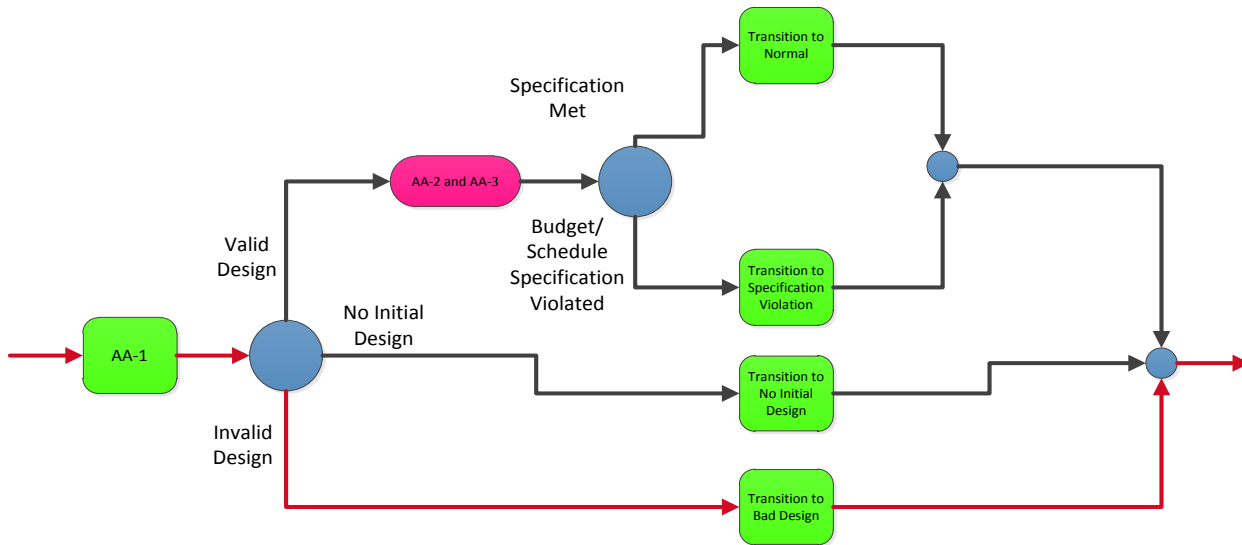 Transition to
Normal
Specification
Met
AA-2 and AA-3
Budget/
Schedule
Specification
Violated
Valid
Design
Transition to
Specification
Violation
No Initial
Design
AA-1
Transition to
No Initial
Design
Invalid
Design
Transition to
Bad Design